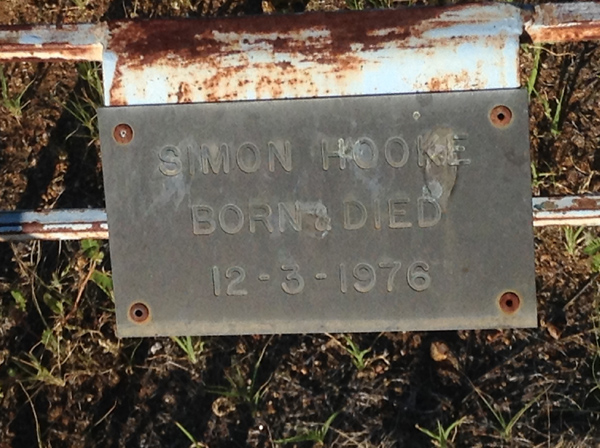 SIMON HOOKE
BORN & DIED
12-3-1976